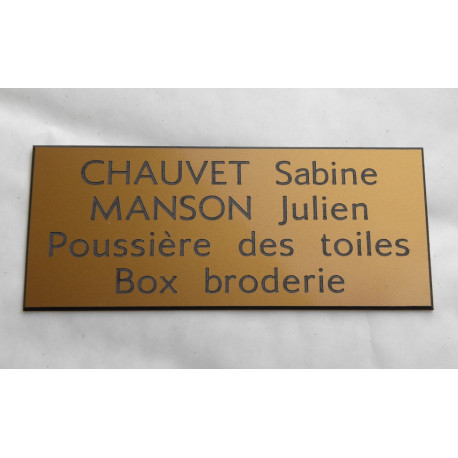 CHAUVET Sabine
MANSON Julien
Poussière des toiles
Box broderie